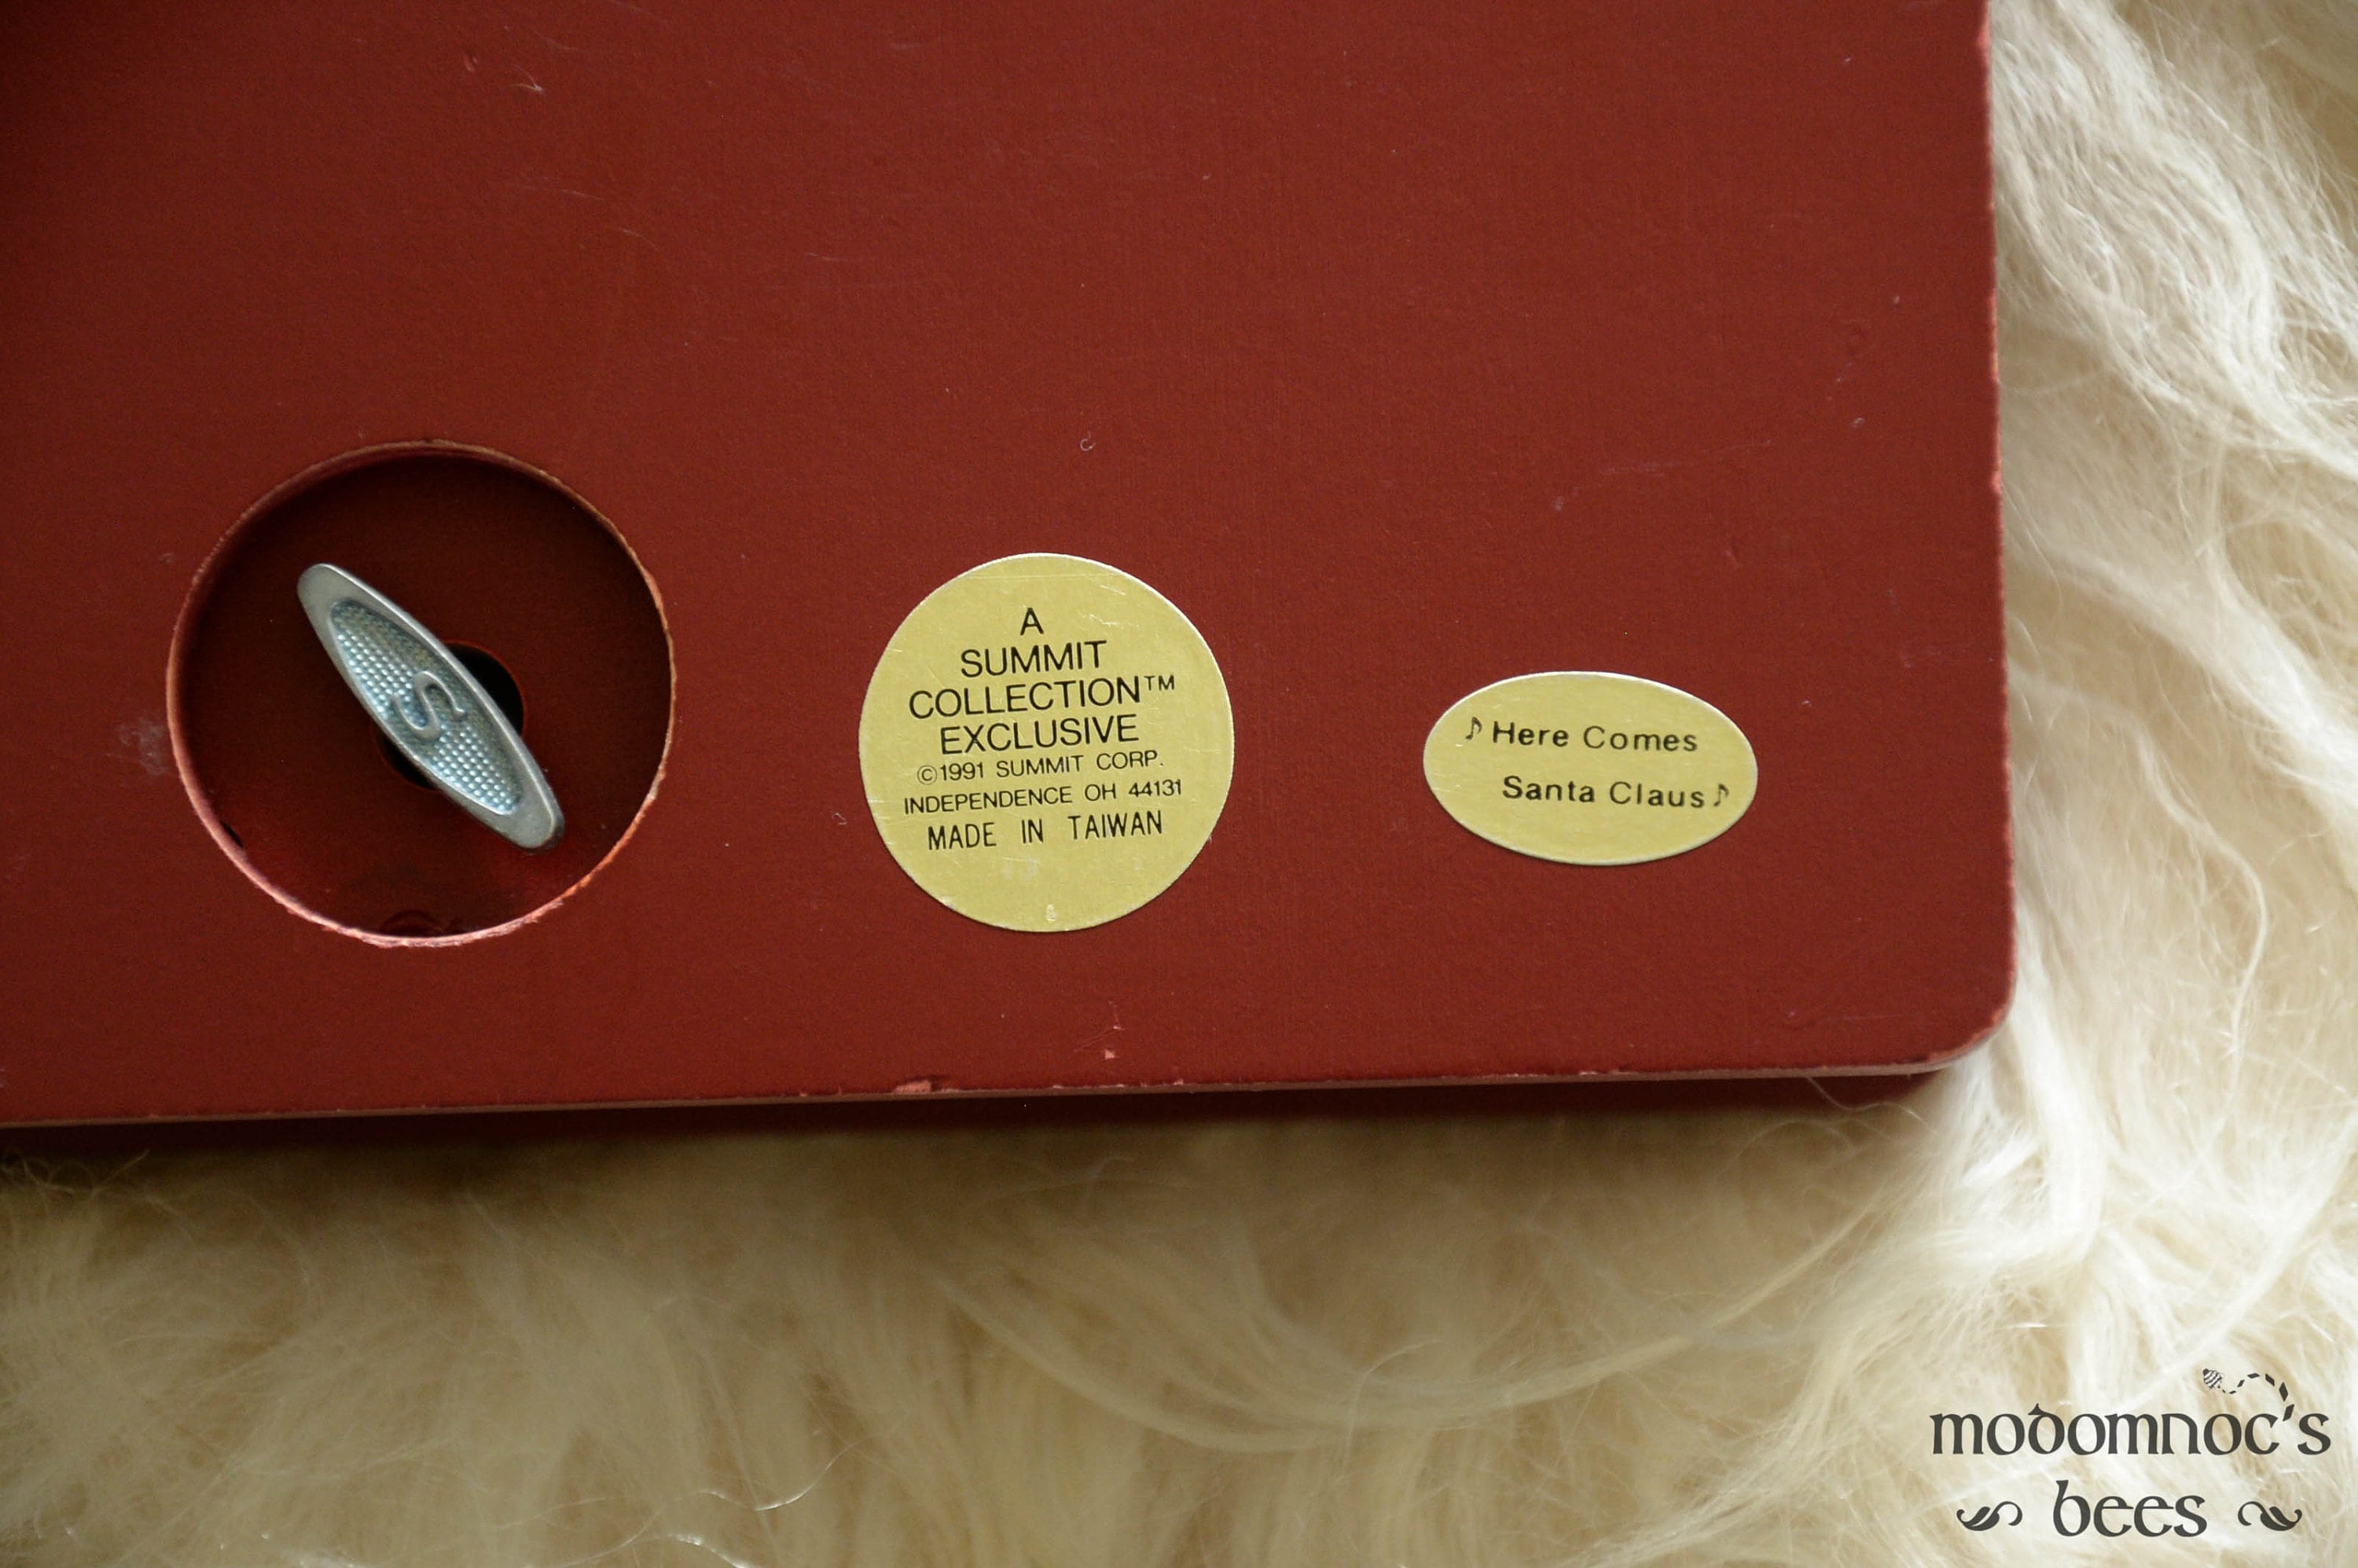 S
A
SUMMIT
COLLECTION™
EXCLUSIVE
©1991 SUMMIT CORP.
INDEPENDENCE OH 44131
MADE IN TAIWAN
♪Here Comes
Santa Claus♪
modomnoc's
bees